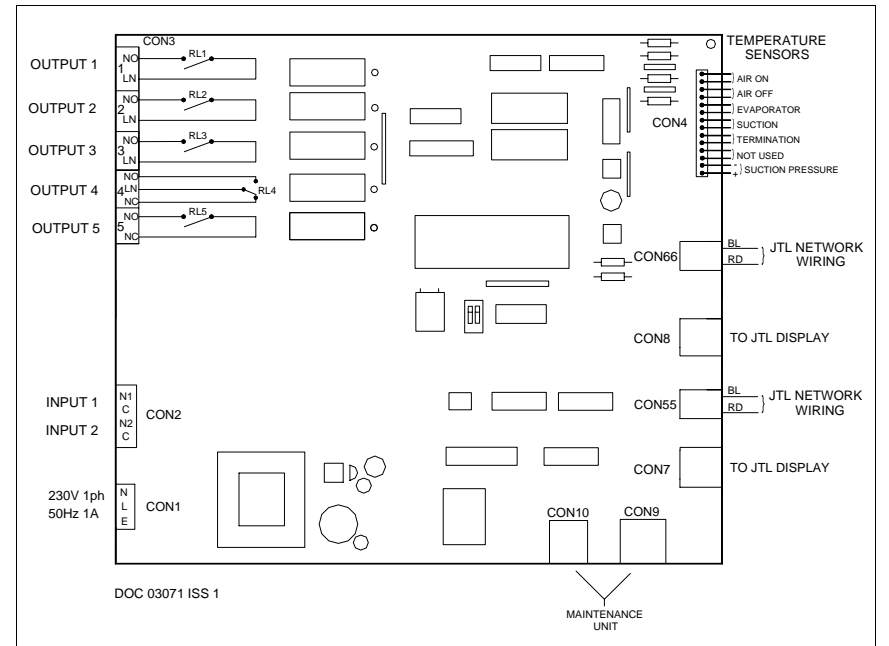 CON3
OUTPUT 1
NO
1
LN
RL1
OUTPUT 2
NO
2
LN
RL2
OUTPUT 3
NO
3
LN
RL3
OUTPUT 4
NO
4
LN
NC
RL4
OUTPUT 5
NO
5
NC
RL5
TEMPERATURE
SENSORS
CON4
AIR ON
AIR OFF
EVAPORATOR
SUCTION
TERMINATION
NOT USED
- SUCTION PRESSURE
+
CON66
BL
RD
JTL NETWORK
WIRING
CON8
TO JTL DISPLAY
INPUT 1
INPUT 2
N1
C
N2
C
CON2
CON55
BL
RD
JTL NETWORK
WIRING
CON7
TO JTL DISPLAY
230V 1ph
50Hz 1A
N
L
E
CON1
CON10
CON9
DOC 03071 ISS 1
MAINTENANCE
UNIT